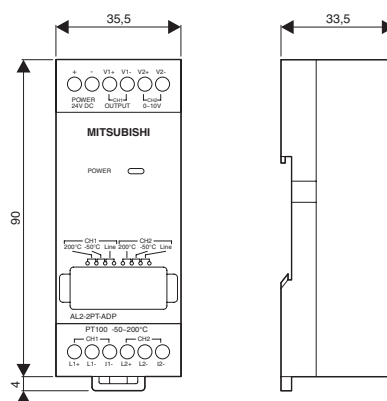 35,5
33,5
+ - V1+ V1- V2+ V2-
POWER CH1 CH2
24V DC OUTPUT 0-10V
MITSUBISHI
POWER
90
CH1 CH2
200°C -50°C Line 200°C -50°C Line
AL2-2PT-ADP
PT100 -50-200°C
CH1 CH2
L1+ L1- I1- L2+ L2- I2-
4